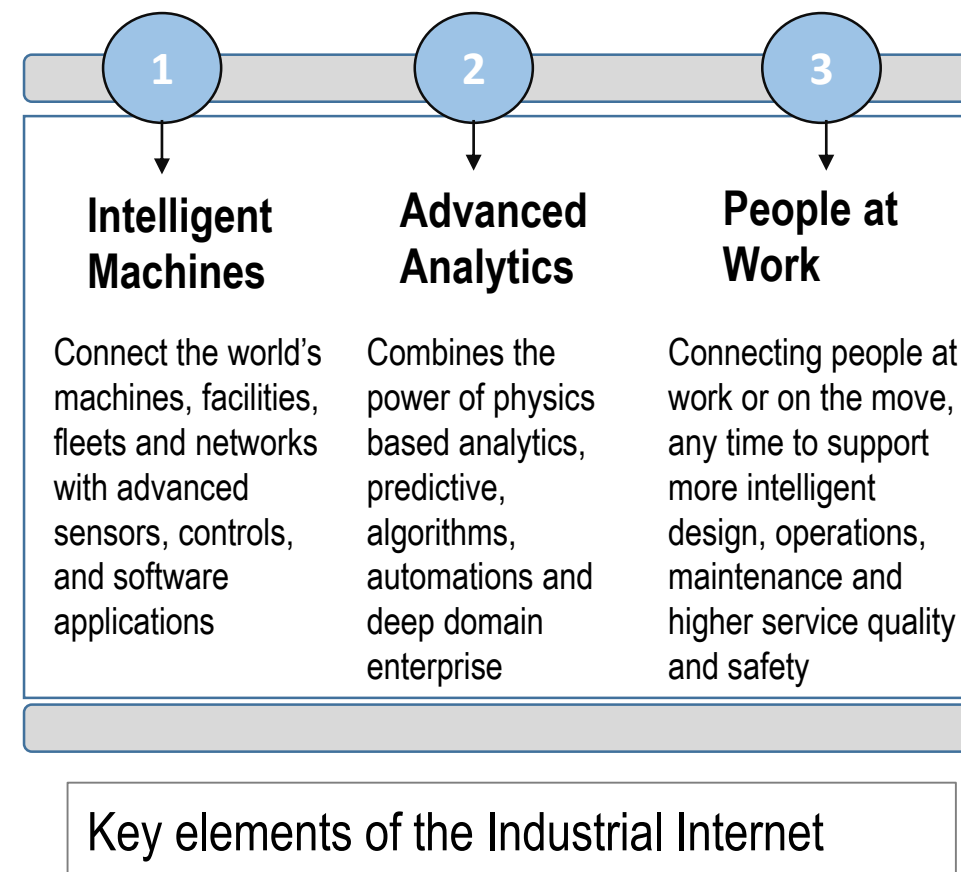 1
2
3
Intelligent
Machines
Connect the world’s
machines, facilities,
fleets and networks
with advanced
sensors, controls,
and software
applications
Advanced
Analytics
Combines the
power of physics
based analytics,
predictive,
algorithms,
automations and
deep domain
enterprise
People at
Work
Connecting people at
work or on the move,
any time to support
more intelligent
design, operations,
maintenance and
higher service quality
and safety
Key elements of the Industrial Internet